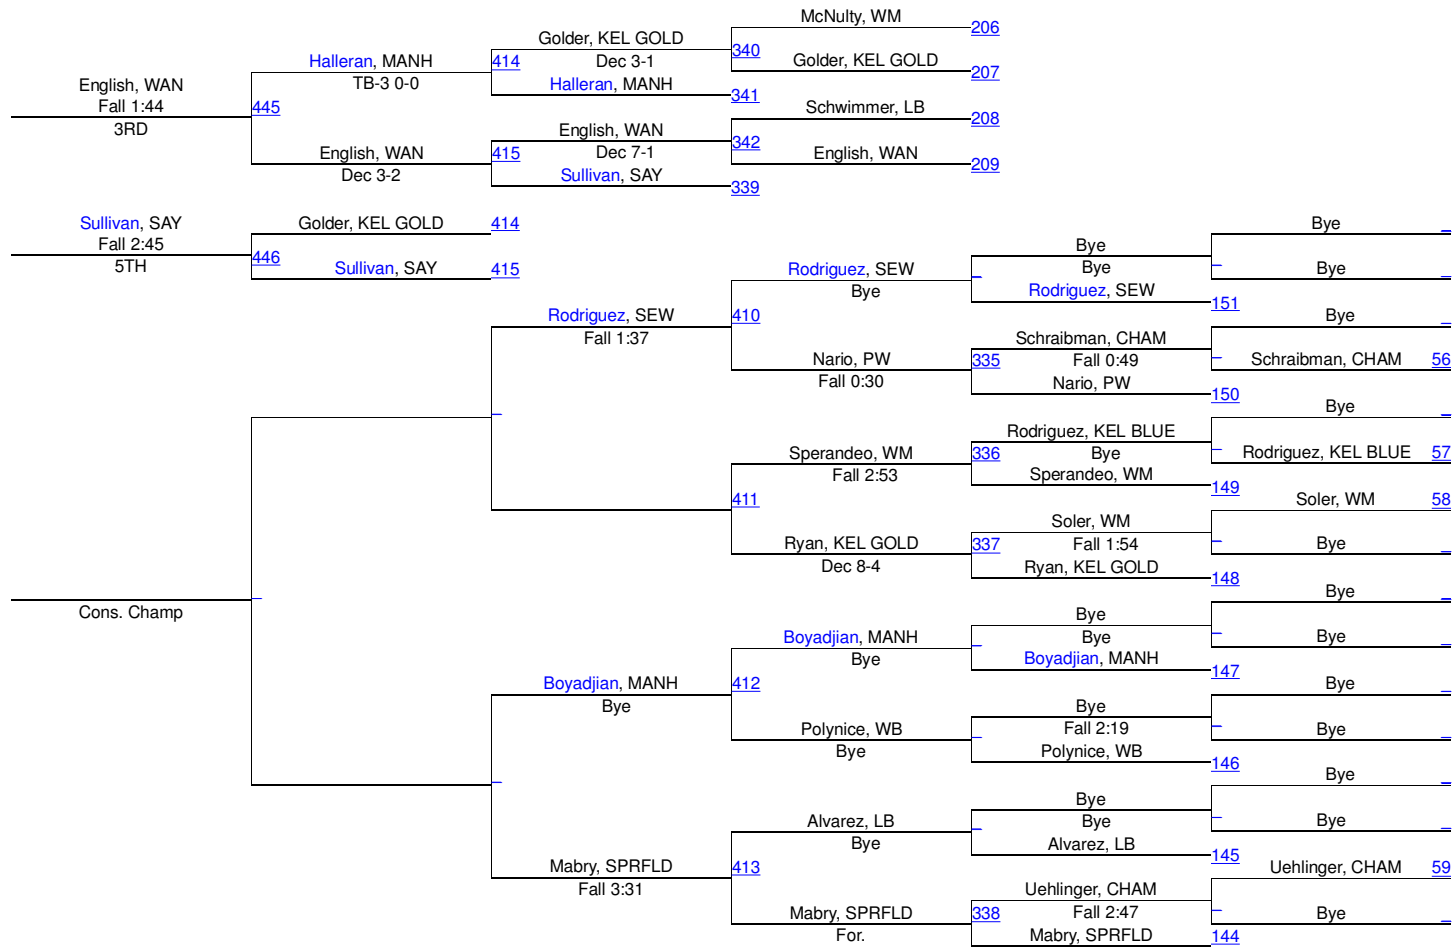 McNulty, WM
206
Golder, KEL GOLD
340
Halleran, MANH
414
Dec 3-1
Golder, KEL GOLD
207
TB-3 0-0
Halleran, MANH
341
English, WAN
Fall 1:44
445
3RD
Schwimmer, LB
208
English, WAN
342
English, WAN
415
Dec 7-1
English, WAN
209
Dec 3-2
Sullivan, SAY
339
Sullivan, SAY
Golder, KEL GOLD
414
Fall 2:45
446
5TH
Sullivan, SAY
415
Bye
Bye
Bye
Bye
Rodriguez, SEW
Bye
Rodriguez, SEW
151
Rodriguez, SEW
410
Fall 1:37
Bye
Schraibman, CHAM
Nario, PW
335
Fall 0:49
Schraibman, CHAM
56
Fall 0:30
Nario, PW
150
Bye
Rodriguez, KEL BLUE
Sperandeo, WM
336
Bye
Rodriguez, KEL BLUE
57
Fall 2:53
Sperandeo, WM
149
411
Soler, WM
58
Soler, WM
Ryan, KEL GOLD
337
Fall 1:54
Bye
Dec 8-4
Ryan, KEL GOLD
148
Cons. Champ
Bye
Bye
Boyadjian, MANH
Bye
Bye
Bye
Boyadjian, MANH
147
Boyadjian, MANH
412
Bye
Bye
Bye
Polynice, WB
Fall 2:19
Bye
Bye
Polynice, WB
146
Bye
Bye
Alvarez, LB
Bye
Bye
Bye
Alvarez, LB
145
Mabry, SPRFLD
413
Fall 3:31
Uehlinger, CHAM
59
Uehlinger, CHAM
Mabry, SPRFLD
338
Fall 2:47
Bye
For.
Mabry, SPRFLD
144